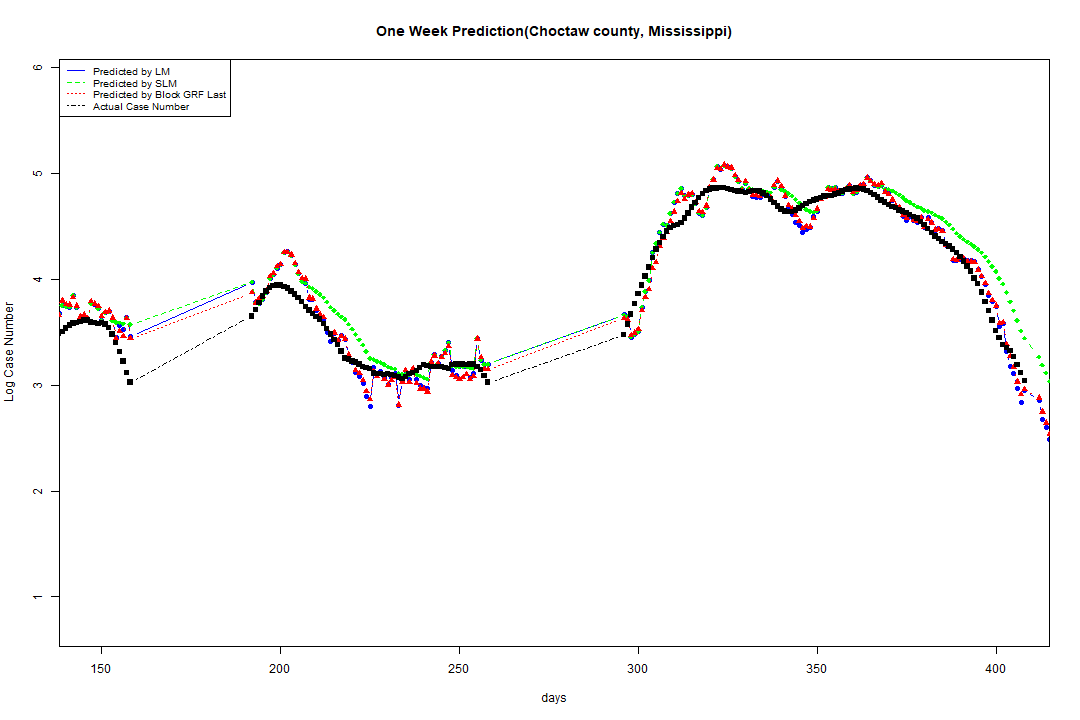 One Week Prediction(Choctaw county, Mississippi)
Predicted by LM
Predicted by SLM
Predicted by Block GRF Last
Actual Case Number
Log Case Number
6
5
4
3
2
1
150 200 250 300 350 400
days